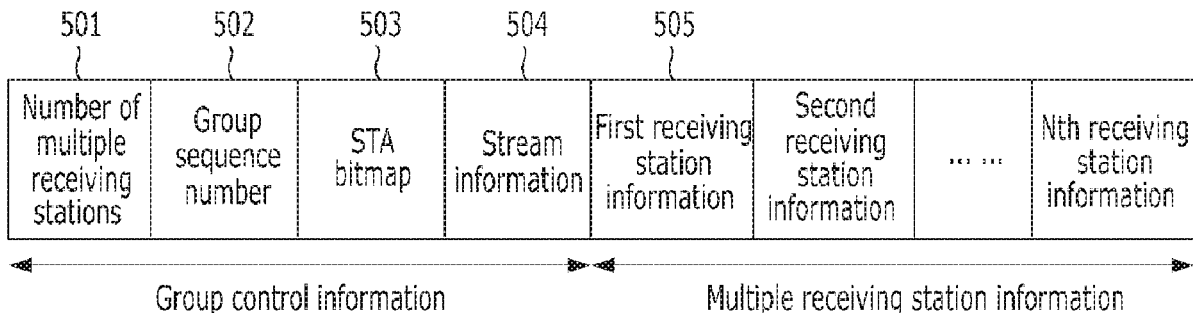 501
502
503
504
505
Number of
multiple
receiving
stations
Group
sequence
number
STA
bitmap
Stream
information
First receiving
station
information
Second
receiving
station
information
... ...
Nth receiving
station
information
Group control information
Multiple receiving station information